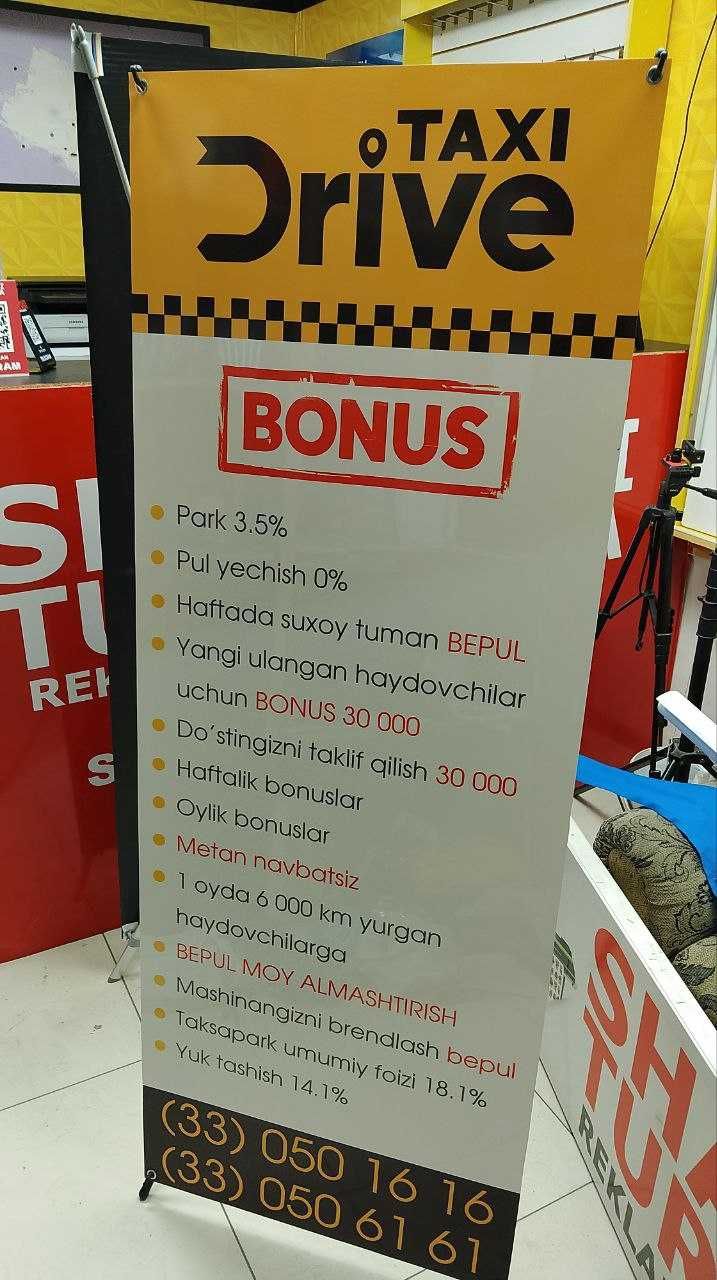 TAXI
Drive
BONUS
Park 3.5%
Pul yechish 0%
Haftada suxoy tuman BEPUL
Yangi ulangan haydovchilar
uchun BONUS 30 000
Do'stingizni taklif qilish 30 000
Haftalik bonuslar
Oylik bonuslar
Metan navbatsiz
1 oyda 6 000 km yurgan
haydovchilarga
BEPUL MOY ALMASHTIRISH
Mashinangizni brendlash bepul
Taksapark umumiy foizi 18.1%
Yuk tashish 14.1%
(33) 050 16 16
(33) 050 61 61